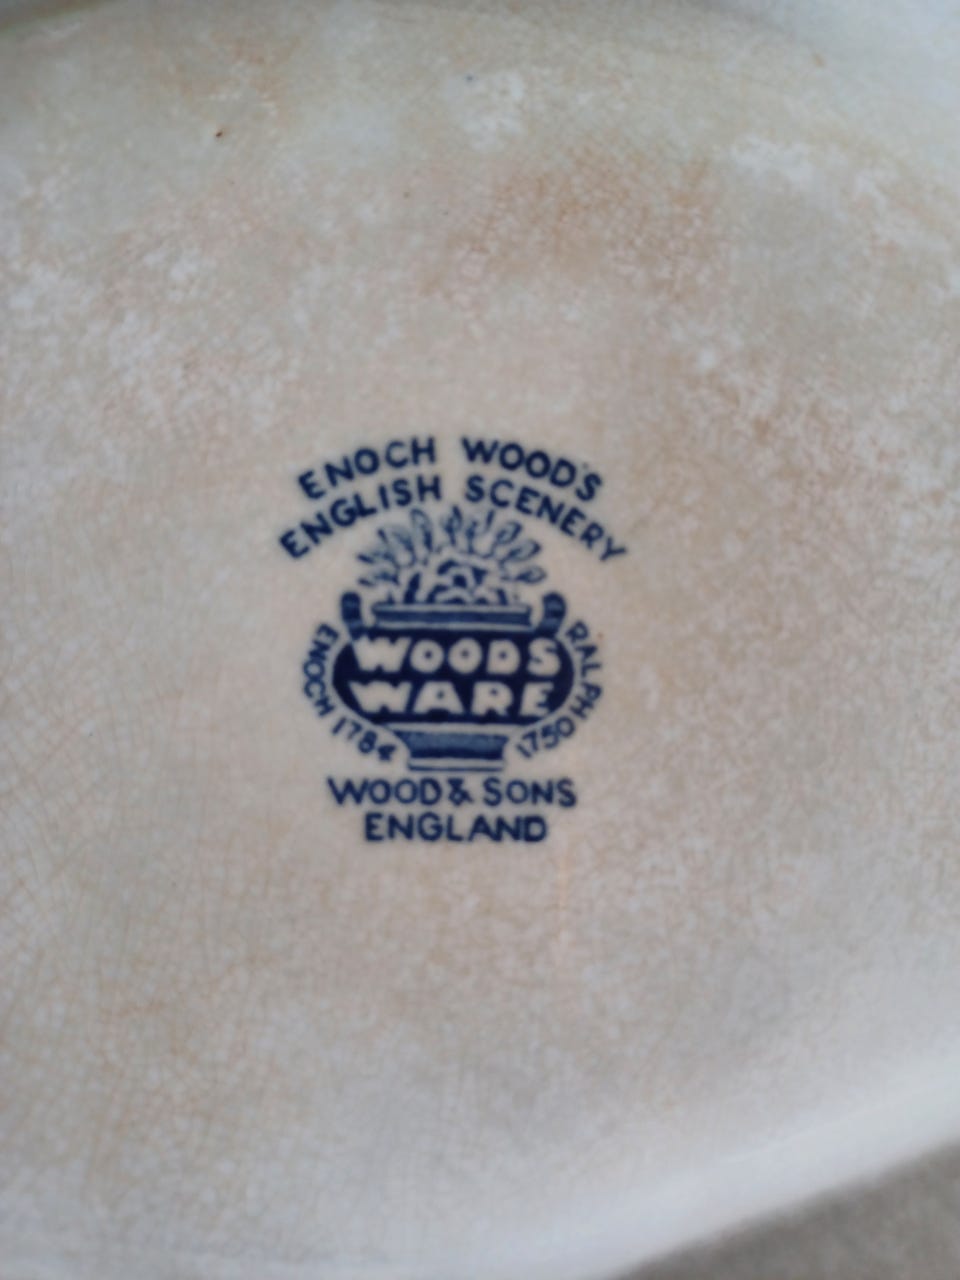 ENOCH WOOD'S
ENGLISH SCENERY
WOODS
WARE
ENOCH 1784
RALPH 1750
WOOD & SONS
ENGLAND